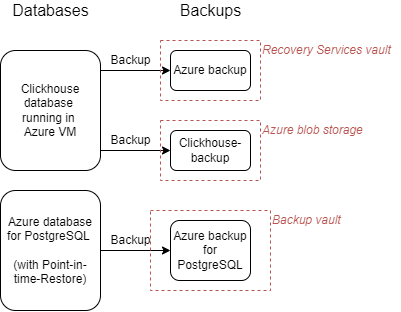 Databases
Backups
Recovery Services vault
Backup
Azure backup
Clickhouse
database
running in
Azure VM
Azure blob storage
Backup
Clickhouse-
backup
Backup vault
Azure database
for PostgreSQL
(with Point-in-
time-Restore)
Backup
Azure backup
for
PostgreSQL